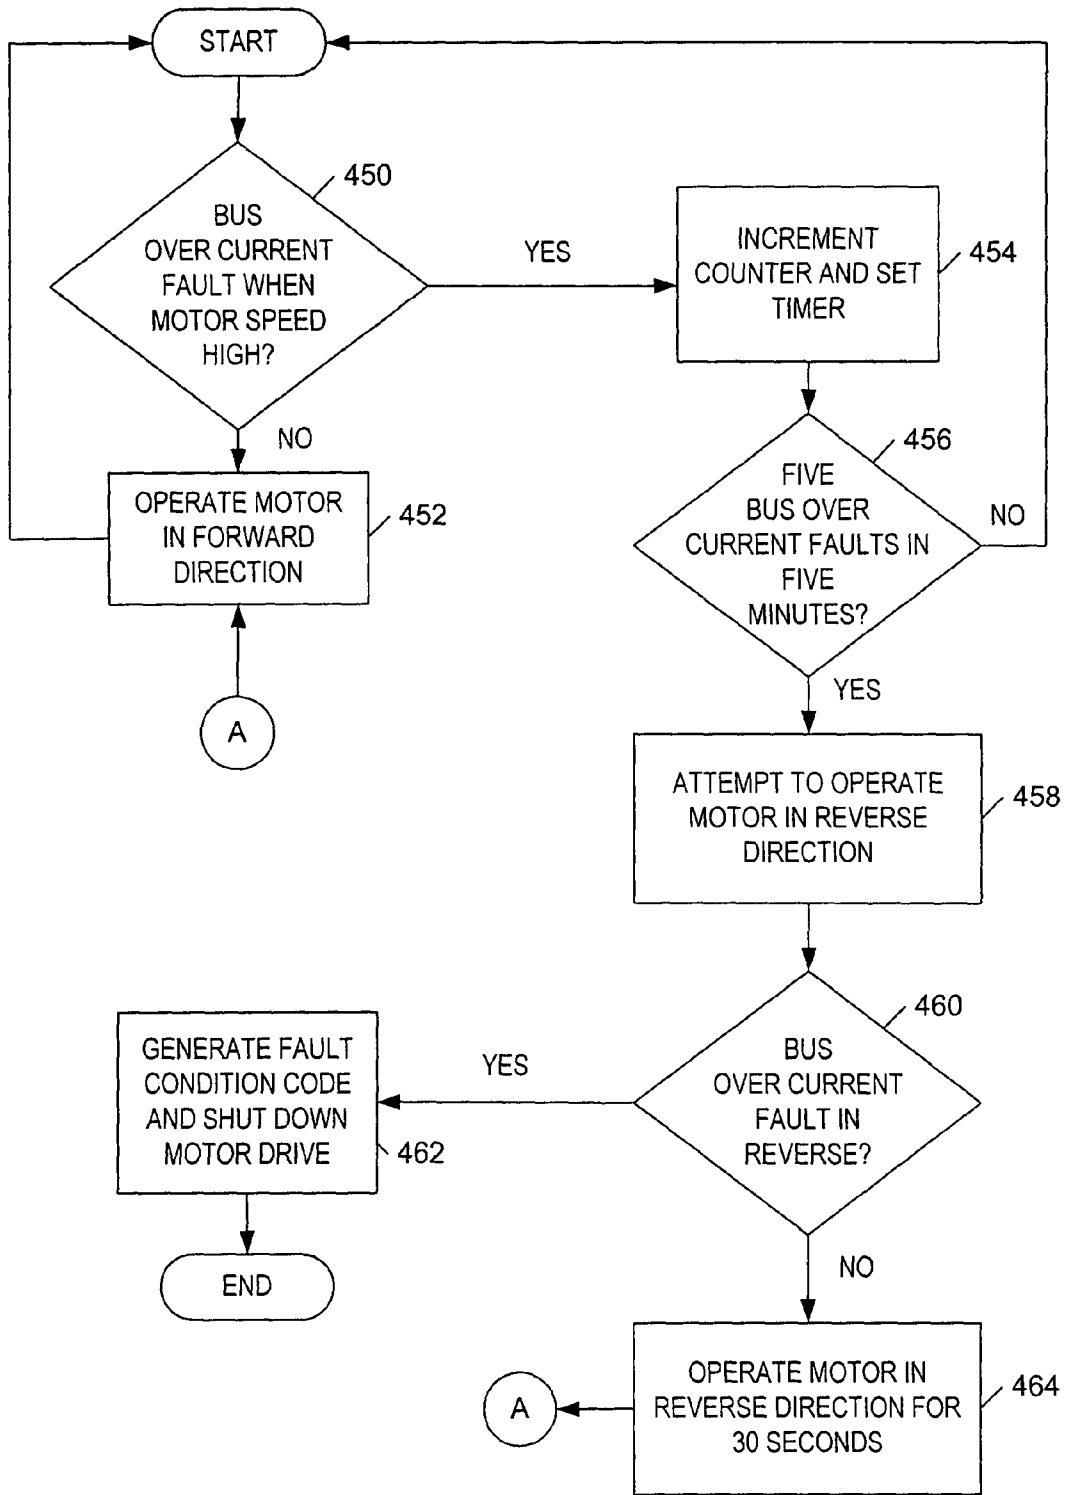 START
450
BUS
OVER CURRENT
FAULT WHEN
MOTOR SPEED
HIGH?
YES
INCREMENT
COUNTER AND SET
TIMER
454
NO
OPERATE MOTOR
IN FORWARD
DIRECTION
452
A
456
FIVE
BUS OVER
CURRENT FAULTS IN
FIVE
MINUTES?
NO
YES
ATTEMPT TO OPERATE
MOTOR IN REVERSE
DIRECTION
458
460
BUS
OVER CURRENT
FAULT IN
REVERSE?
YES
GENERATE FAULT
CONDITION CODE
AND SHUT DOWN
MOTOR DRIVE
462
END
NO
OPERATE MOTOR IN
REVERSE DIRECTION FOR
30 SECONDS
464
A